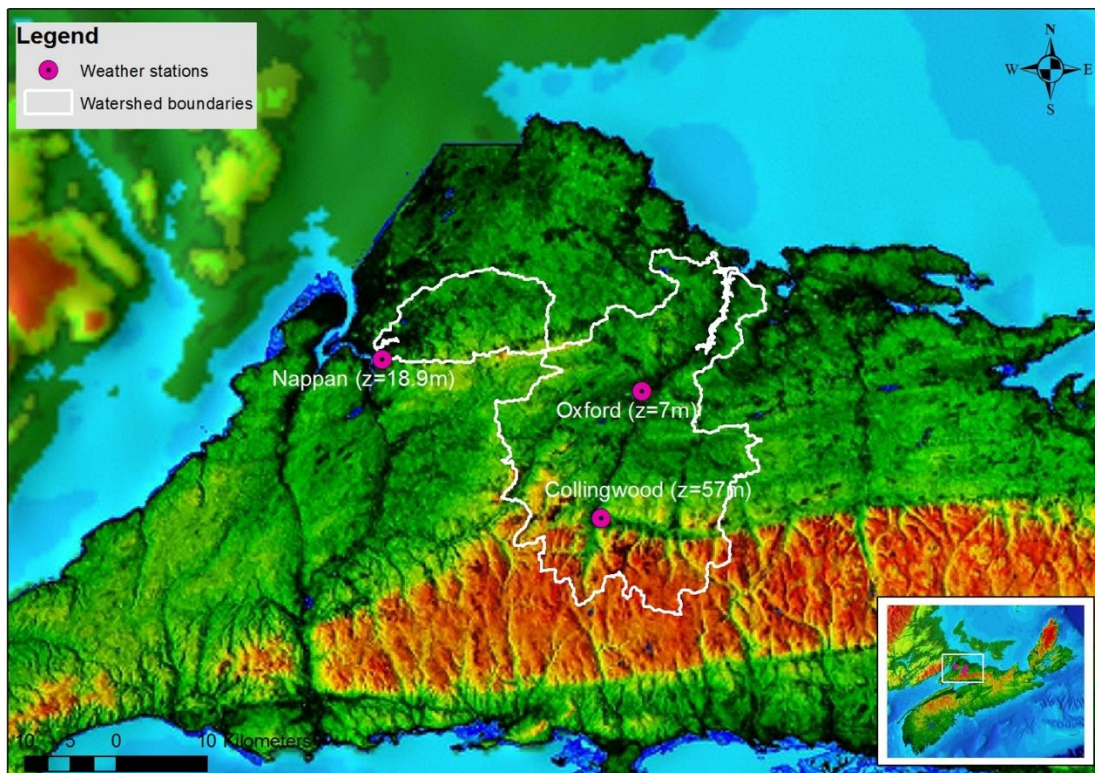 Legend
Weather stations
Watershed boundaries
N
W E
S
Nappan (z=18.9m)
Oxford (z=7m)
Collingwood (z=57m)
10 5 0 10 Kilometers